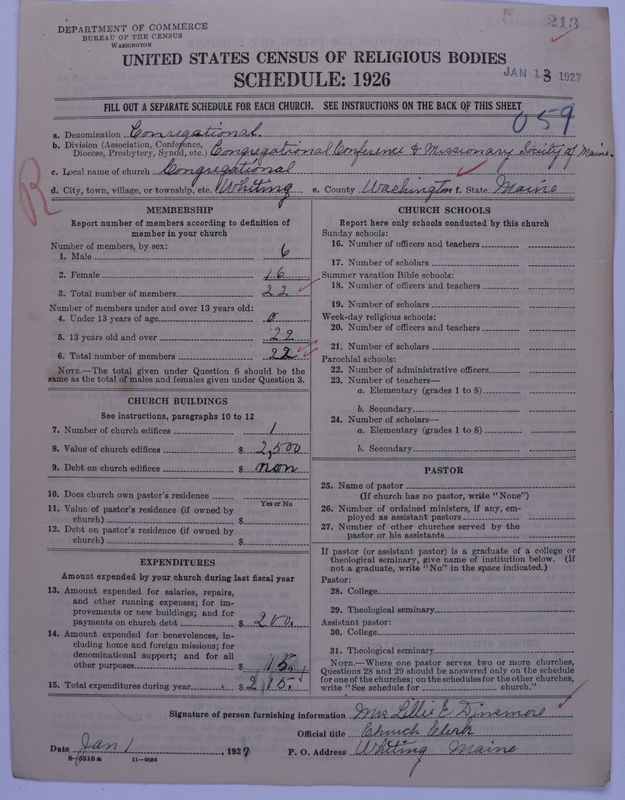 213
DEPARTMENT OF COMMERCE
BUREAU OF THE CENSUS
WASHINGTON
UNITED STATES CENSUS OF RELIGIOUS BODIES
SCHEDULE: 1926
JAN 13 1927
FILL OUT A SEPARATE SCHEDULE FOR EACH CHURCH. SEE INSTRUCTIONS ON THE BACK OF THIS SHEET
059
a. Denomination Congregational.
b. Division (Association, Conference, Diocese, Presbytery, Synod, etc.) Congregational Conference & Missionary Society of Maine.
c. Local name of church Congregational
d. City, town, village, or township, etc. Whiting e. County Washington f. State Maine
R
MEMBERSHIP
Report number of members according to definition of
member in your church
Number of members, by sex:
1. Male 6
2. Female 16
3. Total number of members 22
Number of members under and over 13 years old:
4. Under 13 years of age 0
5. 13 years old and over 22
6. Total number of members 22
NOTE.—The total given under Question 6 should be the
same as the total of males and females given under Question 3.
CHURCH BUILDINGS
See instructions, paragraphs 10 to 12
7. Number of church edifices 1
8. Value of church edifices $ 2,500
9. Debt on church edifices $ non
10. Does church own pastor's residence
Yes or No
11. Value of pastor's residence (if owned by
church) $
12. Debt on pastor's residence (if owned by
church) $
EXPENDITURES
Amount expended by your church during last fiscal year
13. Amount expended for salaries, repairs,
and other running expenses; for im-
provements or new buildings; and for
payments on church debt $ 200.
14. Amount expended for benevolences, in-
cluding home and foreign missions; for
denominational support; and for all
other purposes $ 15.
15. Total expenditures during year $ 215.
CHURCH SCHOOLS
Report here only schools conducted by this church
Sunday schools:
16. Number of officers and teachers
17. Number of scholars
Summer vacation Bible schools:
18. Number of officers and teachers
19. Number of scholars
Week-day religious schools:
20. Number of officers and teachers
21. Number of scholars
Parochial schools:
22. Number of administrative officers
23. Number of teachers—
a. Elementary (grades 1 to 8)
b. Secondary
24. Number of scholars—
a. Elementary (grades 1 to 8)
b. Secondary
PASTOR
25. Name of pastor
(If church has no pastor, write "None")
26. Number of ordained ministers, if any, em-
ployed as assistant pastors
27. Number of other churches served by the
pastor or his assistants
If pastor (or assistant pastor) is a graduate of a college or
theological seminary, give name of institution below. (If
not a graduate, write "No" in the space indicated.)
Pastor:
28. College
29. Theological seminary
Assistant pastor:
30. College
31. Theological seminary
NOTE.—Where one pastor serves two or more churches,
Questions 28 and 29 should be answered only on the schedule
for one of the churches; on the schedules for the other churches,
write "See schedule for church."
Signature of person furnishing information Mrs Lillie E Dinsmore
Official title Church Clerk
Date Jan 1, 1927 P. O. Address Whiting Maine
8-5518a 11-9034